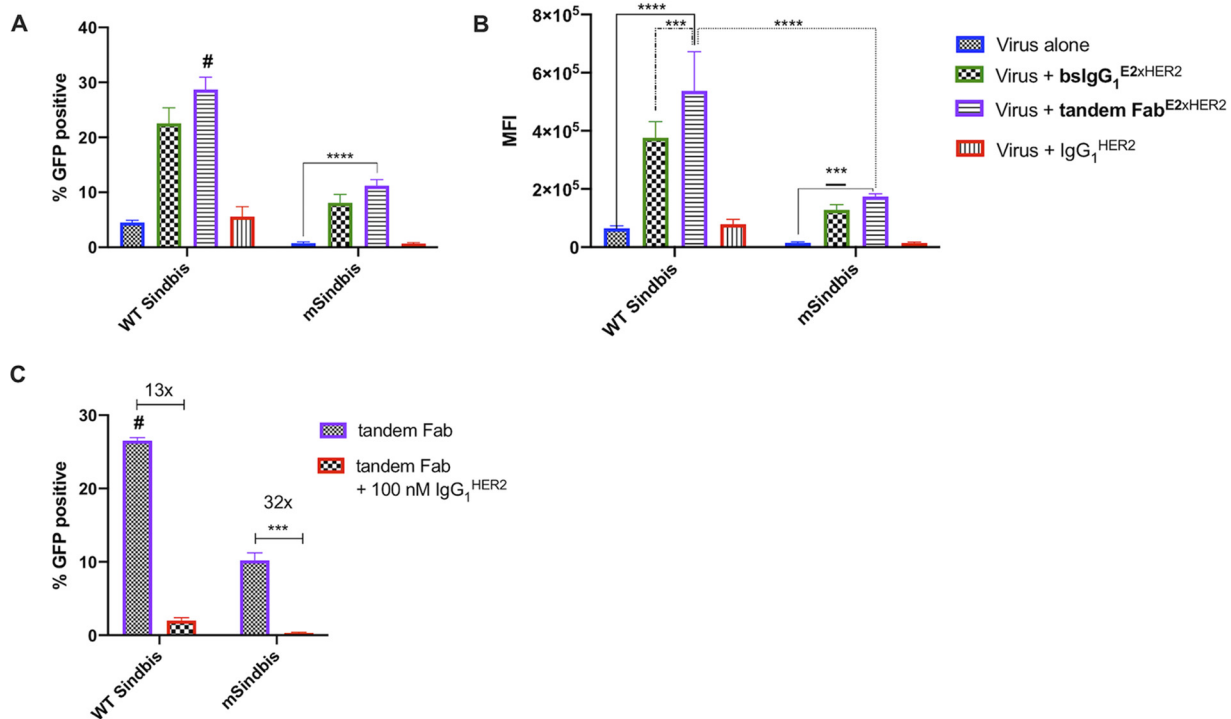 A
% GFP positive
40
30
20
10
0
#
****
WT Sindbis
mSindbis
B
MFI
8×10⁵
6×10⁵
4×10⁵
2×10⁵
0
****
***
****
***
WT Sindbis
mSindbis
Virus alone
Virus + bsIgG₁ᴱ²ˣᴴᴱᴿ²
Virus + tandem Fabᴱ²ˣᴴᴱᴿ²
Virus + IgG₁ᴴᴱᴿ²
C
% GFP positive
30
20
10
0
13x
#
32x
***
WT Sindbis
mSindbis
tandem Fab
tandem Fab
+ 100 nM IgG₁ᴴᴱᴿ²